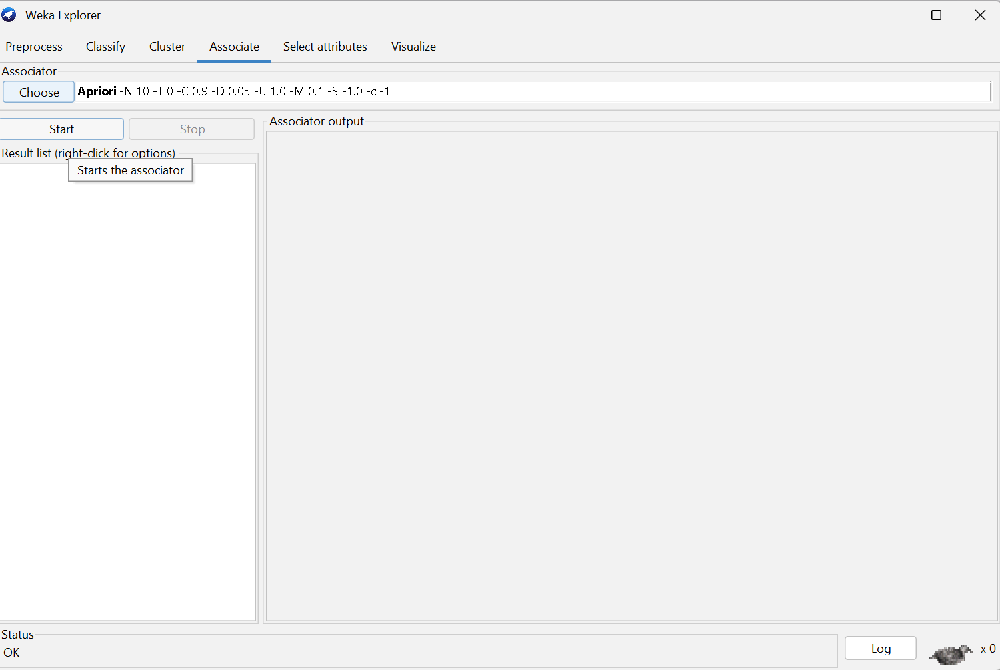 Weka Explorer
Preprocess Classify Cluster Associate Select attributes Visualize
Associator
Choose Apriori -N 10 -T 0 -C 0.9 -D 0.05 -U 1.0 -M 0.1 -S -1.0 -c -1
Start Stop
Associator output
Result list (right-click for options)
Starts the associator
Status
OK
Log
x 0